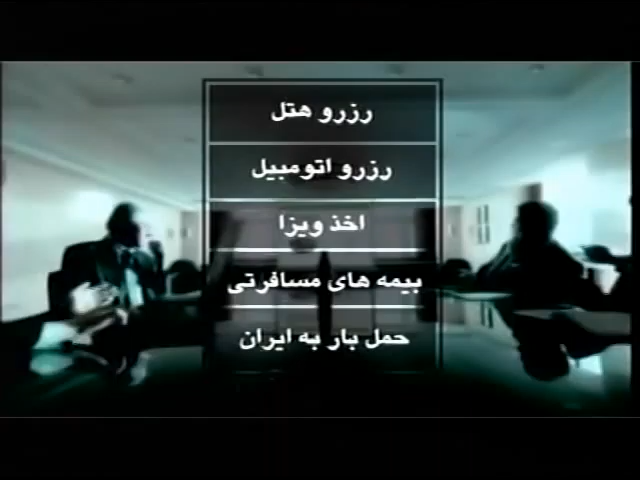 رزرو هتل
رزرو اتومبیل
اخذ ویزا
بیمه های مسافرتی
حمل بار به ایران